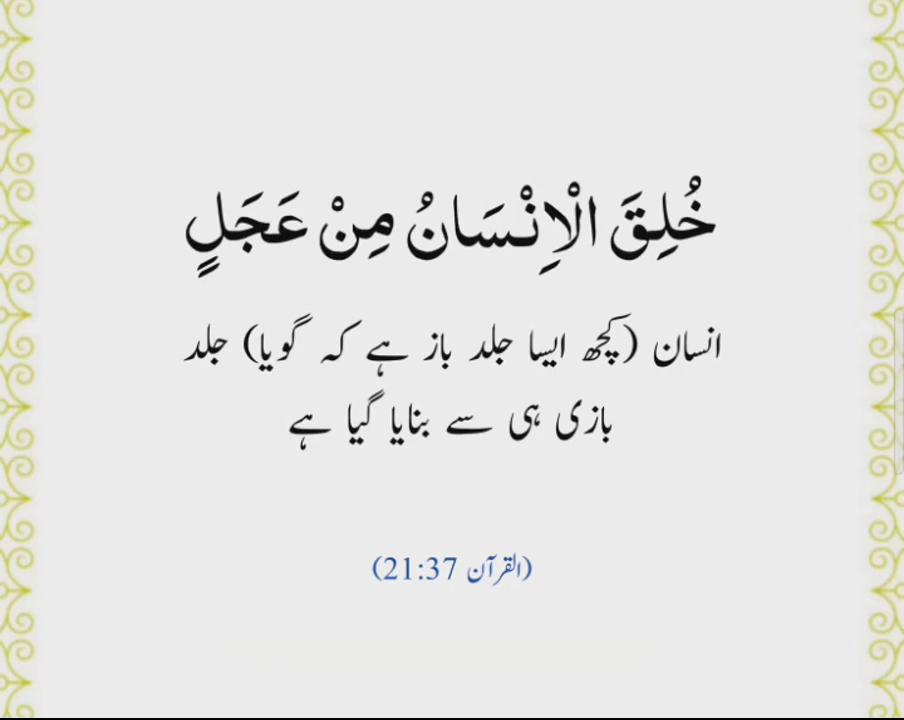 خُلِقَ الْاِنْسَانُ مِنْ عَجَلٍ
انسان (کچھ ایسا جلد باز ہے کہ گویا) جلد
بازی ہی سے بنایا گیا ہے
(القرآن 21:37)